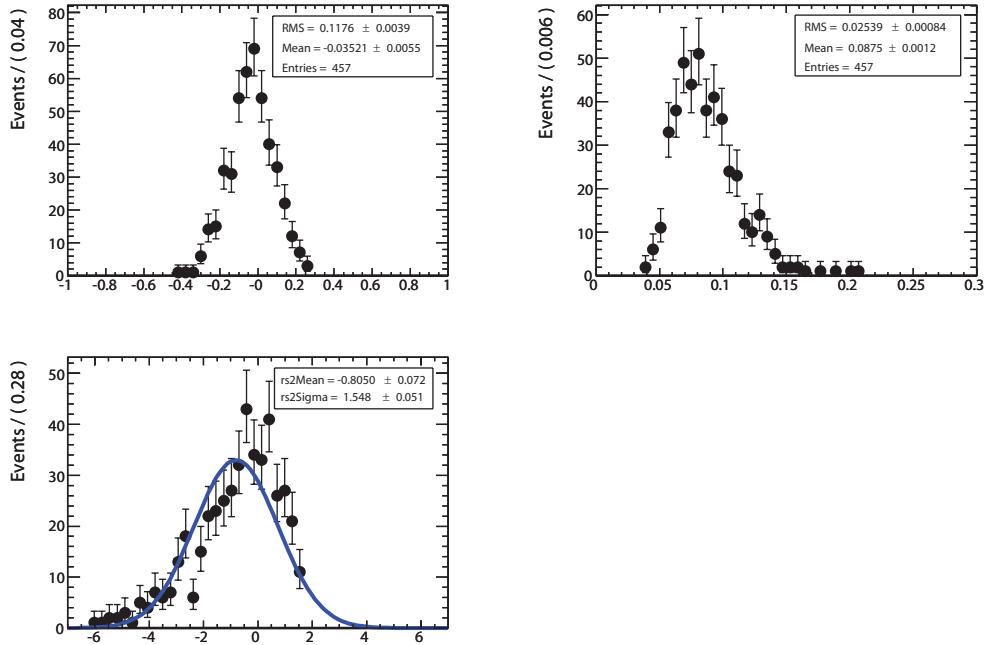 Events / ( 0.04 )
80
70
60
50
40
30
20
10
0
RMS = 0.1176 ± 0.0039
Mean = -0.03521 ± 0.0055
Entries = 457
-1 -0.8 -0.6 -0.4 -0.2 -0 0.2 0.4 0.6 0.8 1
Events / ( 0.006 )
60
50
40
30
20
10
0
RMS = 0.02539 ± 0.00084
Mean = 0.0875 ± 0.0012
Entries = 457
0 0.05 0.1 0.15 0.2 0.25 0.3
Events / ( 0.28 )
50
40
30
20
10
0
rs2Mean = -0.8050 ± 0.072
rs2Sigma = 1.548 ± 0.051
-6 -4 -2 0 2 4 6